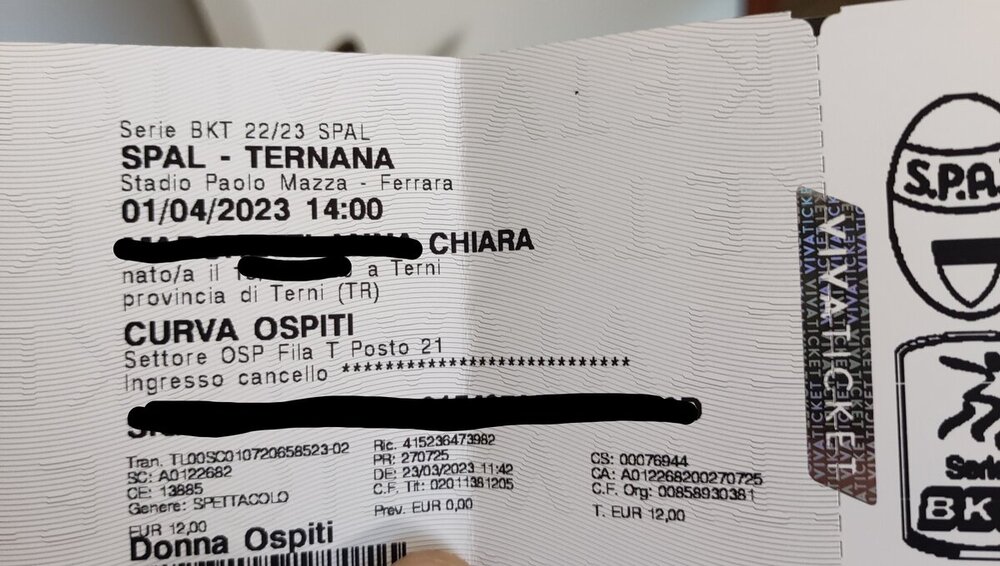 Serie BKT 22/23 SPAL
SPAL - TERNANA
Stadio Paolo Mazza - Ferrara
01/04/2023 14:00
CHIARA
nato/a il a Terni
provincia di Terni (TR)
CURVA OSPITI
Settore OSP Fila T Posto 21
Ingresso cancello ******************************
Tran. TL00SC010720658523-02
SC: A0122682
CE: 13885
Genere: SPETTACOLO
EUR 12,00
Ric. 415236473982
PR: 270725
DE: 23/03/2023 11:42
C.F. Tit: 02011381205
Prev. EUR 0,00
CS: 00076944
CA: A01226820027​0725
C.F. Org: 00858930381
T. EUR 12,00
Donna Ospiti
VIVATICKET
S.P.A
Serie
BK